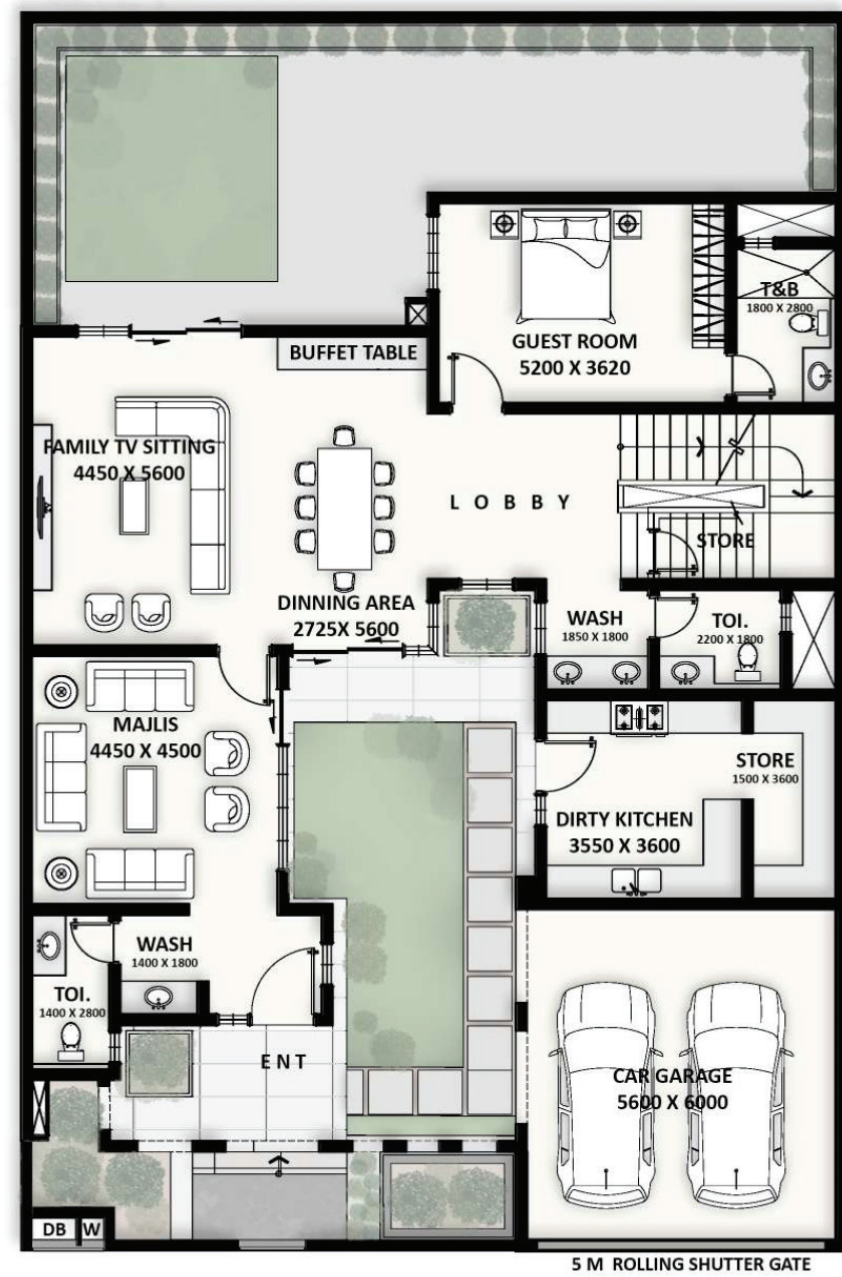 BUFFET TABLE
GUEST ROOM
5200 X 3620
T&B
1800 X 2800
FAMILY TV SITTING
4450 X 5600
TV
L O B B Y
STORE
DINNING AREA
2725X 5600
WASH
1850 X 1800
TOI.
2200 X 1800
MAJLIS
4450 X 4500
STORE
1500 X 3600
DIRTY KITCHEN
3550 X 3600
WASH
1400 X 1800
TOI.
1400 X 2800
E N T
CAR GARAGE
5600 X 6000
DB W
5 M ROLLING SHUTTER GATE